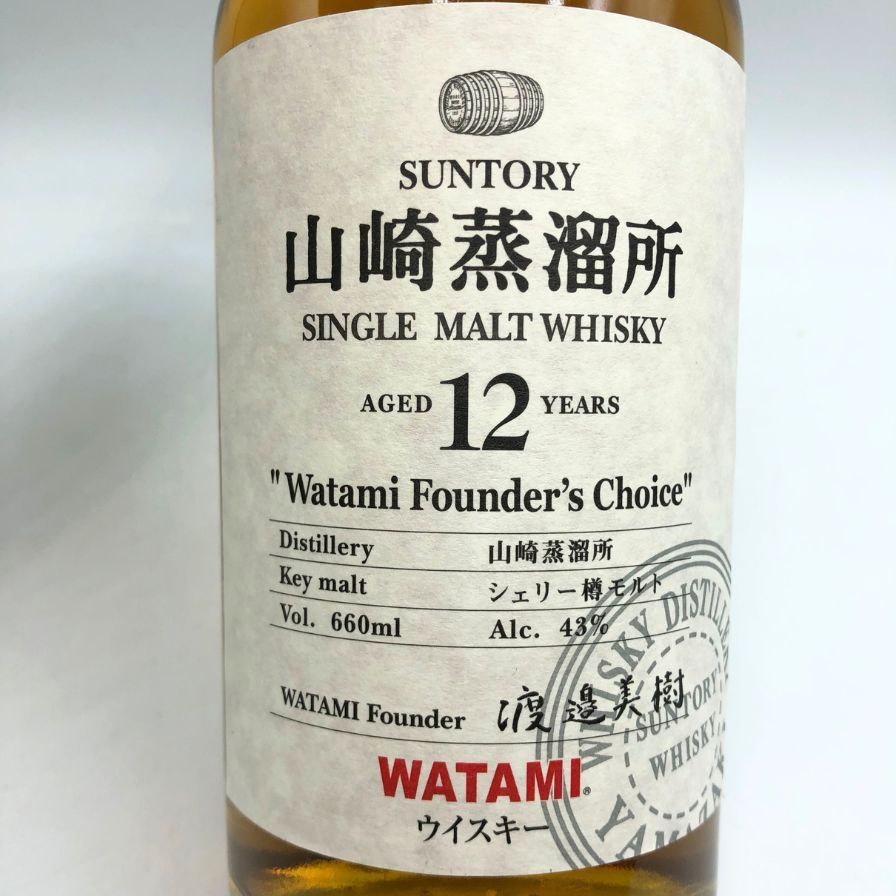 SUNTORY
山崎蒸溜所
SINGLE MALT WHISKY
AGED 12 YEARS
"Watami Founder's Choice"
Distillery 山崎蒸溜所
Key malt シェリー樽モルト
Vol. 660ml Alc. 43%
WATAMI Founder 渡邉美樹
WATAMI®
ウイスキー
WHISKY DISTILLERY
SUNTORY
WHISKY